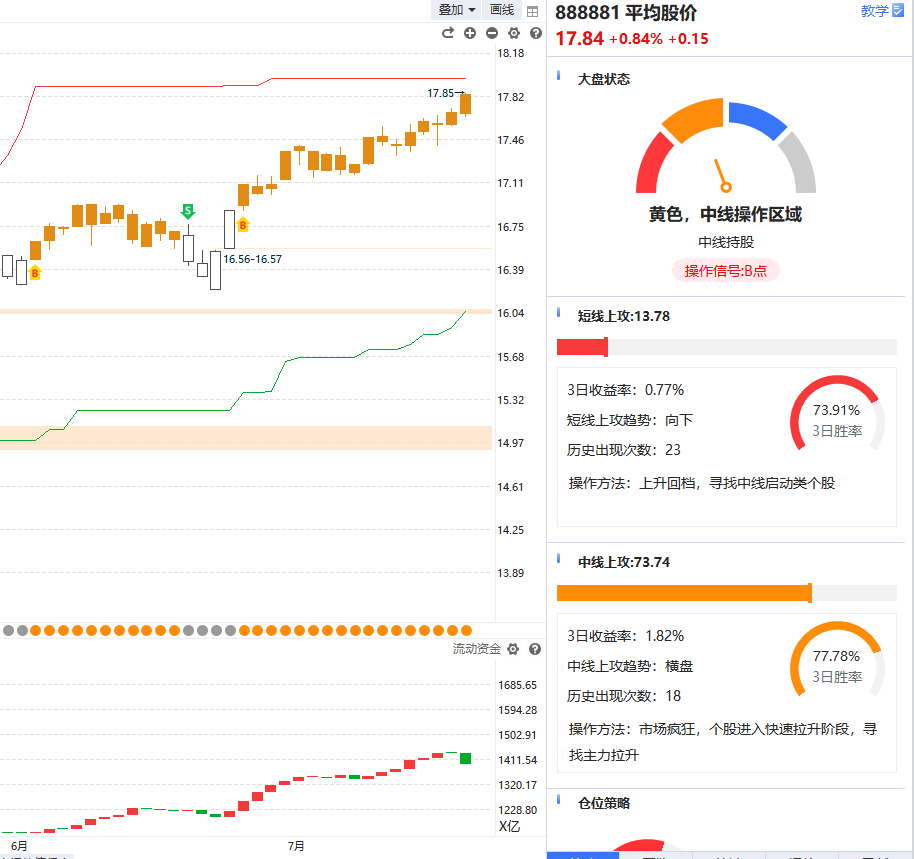 叠加 画线
888881 平均股价
教学
17.84 +0.84% +0.15
18.18
大盘状态
17.85
17.82
17.46
17.11
S
B
16.75
黄色，中线操作区域
中线持股
16.56-16.57
B
16.39
操作信号:B点
16.04
短线上攻:13.78
15.68
3日收益率：0.77%
短线上攻趋势：向下
历史出现次数：23
73.91%
3日胜率
操作方法：上升回档，寻找中线启动类个股
15.32
14.97
14.61
14.25
13.89
中线上攻:73.74
3日收益率：1.82%
中线上攻趋势：横盘
历史出现次数：18
77.78%
3日胜率
操作方法：市场疯狂，个股进入快速拉升阶段，寻
找主力拉升
流动资金
1685.65
1594.28
1502.91
1411.54
1320.17
1228.80
X亿
仓位策略
6月
7月